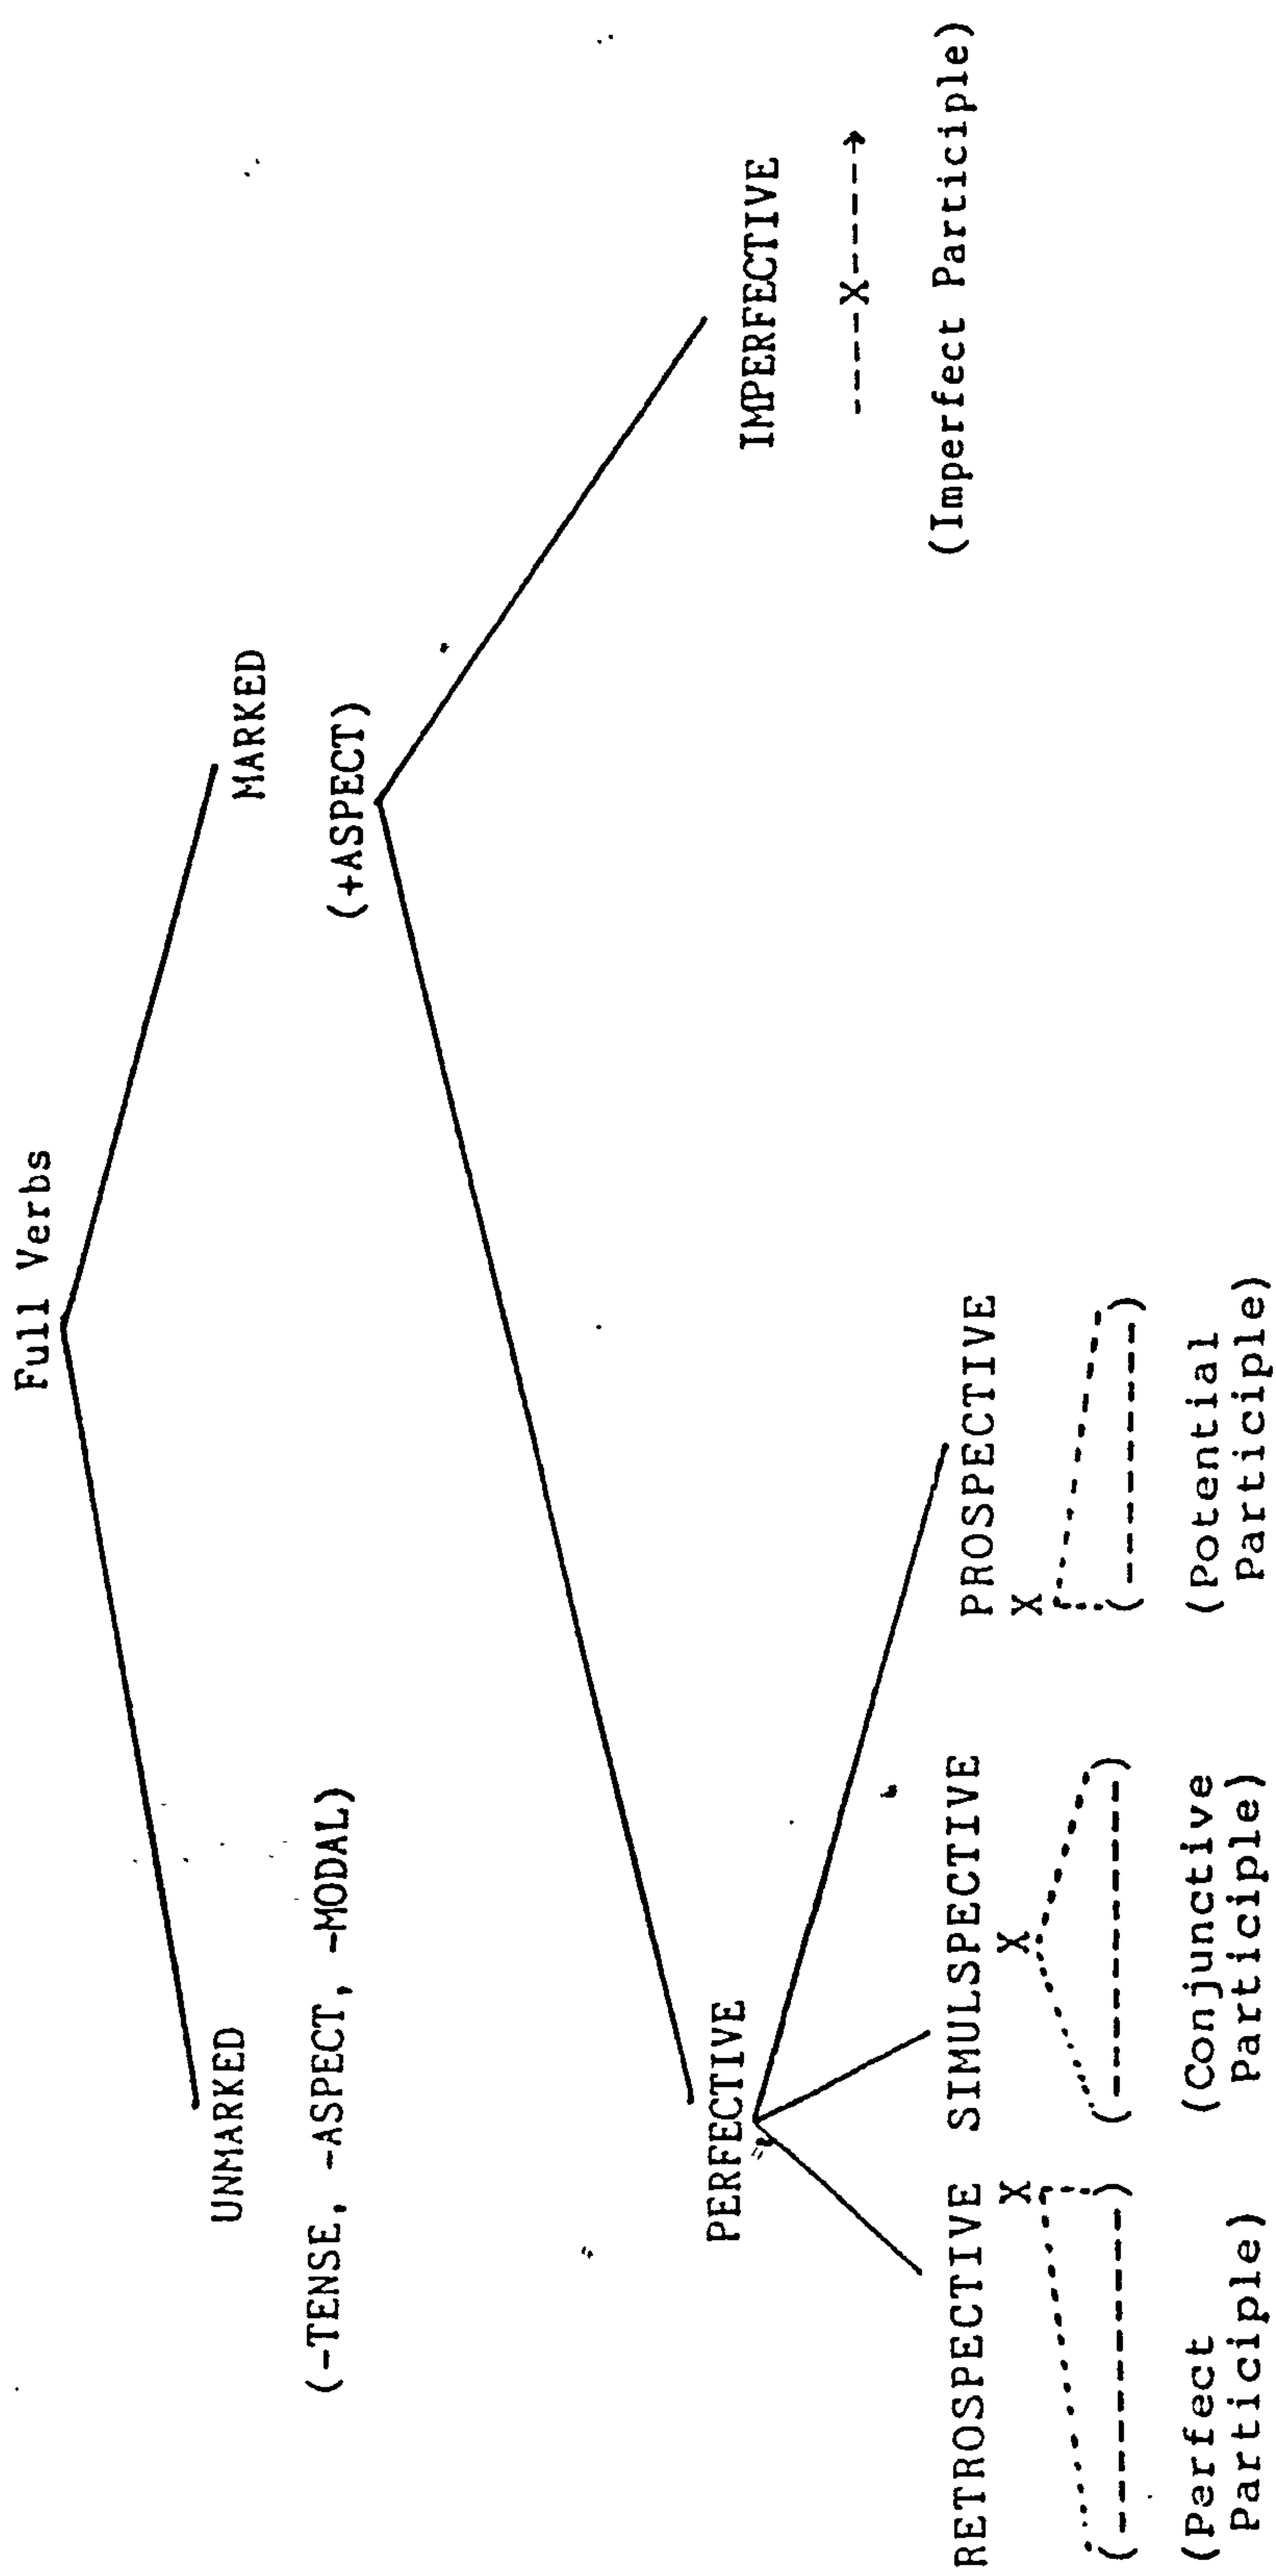 Full Verbs
UNMARKED
MARKED
(-TENSE, -ASPECT, -MODAL)
(+ASPECT)
PERFECTIVE
IMPERFECTIVE
----X----→
(Imperfect Participle)
RETROSPECTIVE
SIMULSPECTIVE
PROSPECTIVE
X
X
X
(Perfect
Participle)
(Conjunctive
Participle)
(Potential
Participle)